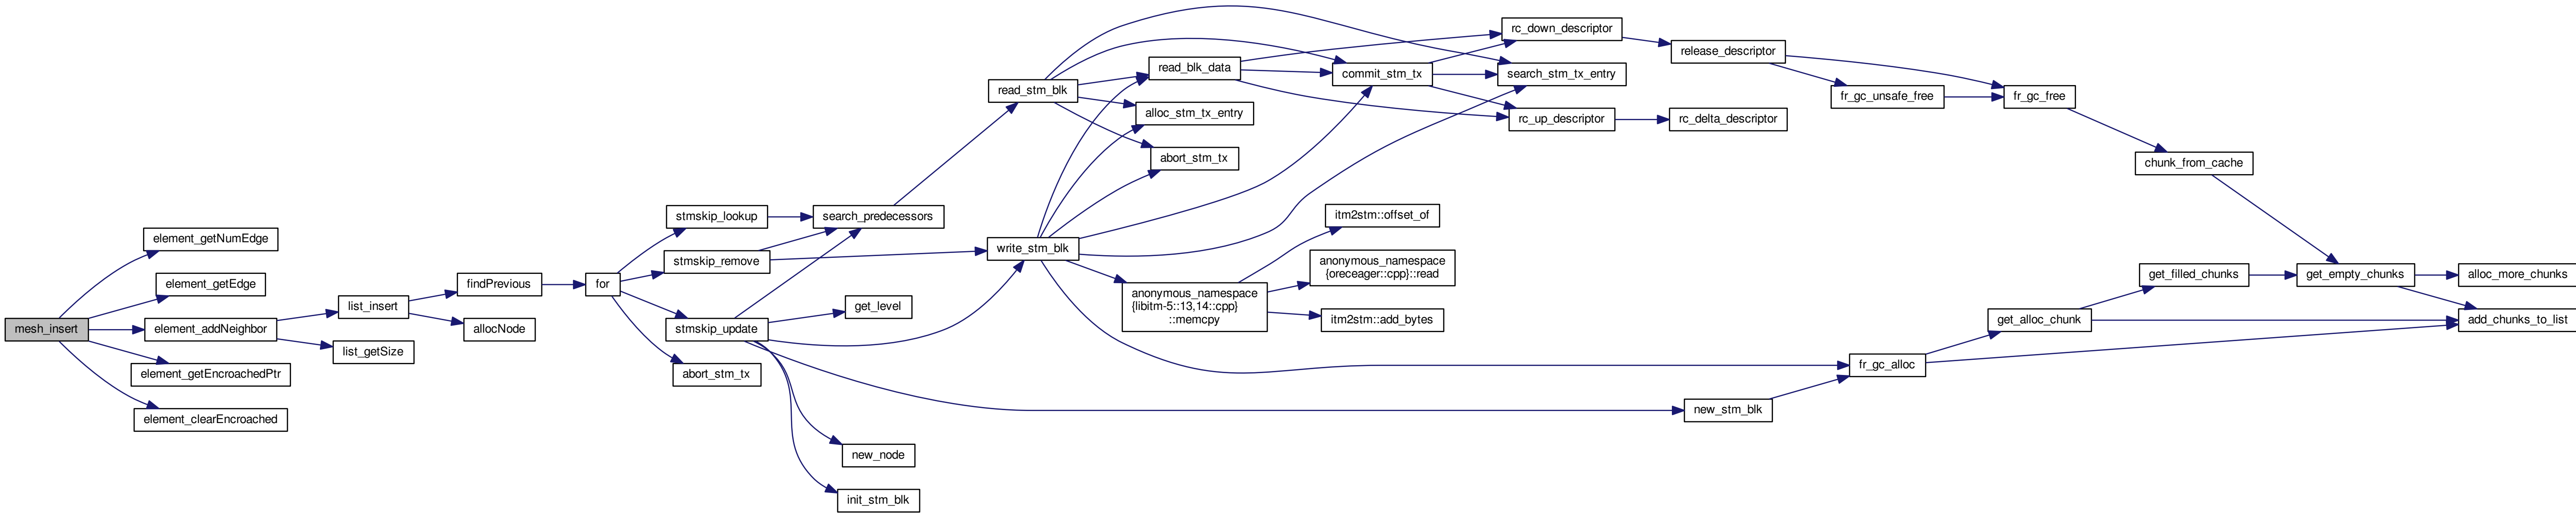 mesh_insert
element_getNumEdge
element_getEdge
element_addNeighbor
element_getEncroachedPtr
element_clearEncroached
list_insert
list_getSize
findPrevious
allocNode
for
stmskip_lookup
stmskip_remove
stmskip_update
abort_stm_tx
search_predecessors
get_level
new_node
init_stm_blk
read_stm_blk
write_stm_blk
read_blk_data
alloc_stm_tx_entry
abort_stm_tx
anonymous_namespace
{libitm-5::13,14::cpp}
::memcpy
commit_stm_tx
itm2stm::offset_of
anonymous_namespace
{oreceager::cpp}::read
itm2stm::add_bytes
rc_down_descriptor
search_stm_tx_entry
rc_up_descriptor
release_descriptor
rc_delta_descriptor
new_stm_blk
fr_gc_unsafe_free
fr_gc_alloc
fr_gc_free
get_alloc_chunk
chunk_from_cache
get_filled_chunks
get_empty_chunks
alloc_more_chunks
add_chunks_to_list